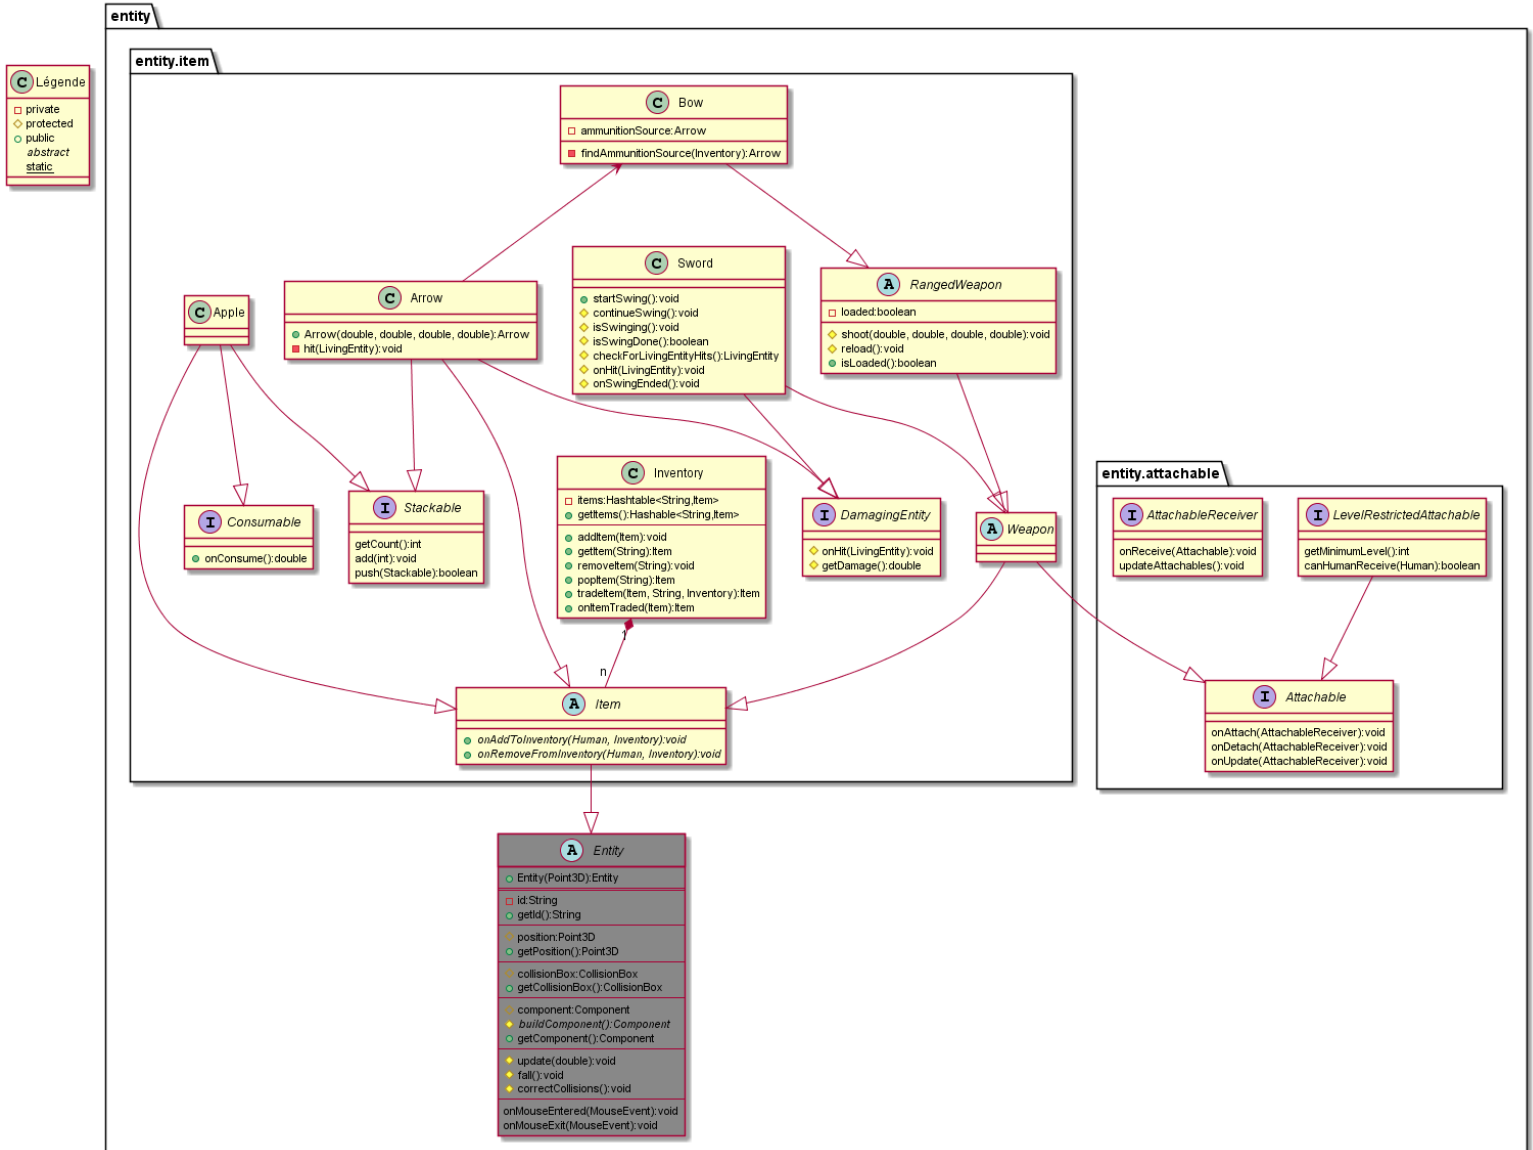 entity
entity.item
C Légende
private
protected
public
abstract
static
C Bow
ammunitionSource:Arrow
findAmmunitionSource(Inventory):Arrow
C Apple
C Arrow
Arrow(double, double, double, double):Arrow
hit(LivingEntity):void
C Sword
startSwing():void
continueSwing():void
isSwinging():void
isSwingDone():boolean
checkForLivingEntityHits():LivingEntity
onHit(LivingEntity):void
onSwingEnded():void
A RangedWeapon
loaded:boolean
shoot(double, double, double, double):void
reload():void
isLoaded():boolean
I Consumable
onConsume():double
I Stackable
getCount():int
add(int):void
push(Stackable):boolean
C Inventory
items:Hashtable<String,Item>
getItems():Hashable<String,Item>
addItem(Item):void
getItem(String):Item
removeItem(String):void
popItem(String):Item
tradeItem(Item, String, Inventory):Item
onItemTraded(Item):Item
1
n
I DamagingEntity
onHit(LivingEntity):void
getDamage():double
A Weapon
entity.attachable
I AttachableReceiver
onReceive(Attachable):void
updateAttachables():void
I LevelRestrictedAttachable
getMinimumLevel():int
canHumanReceive(Human):boolean
I Attachable
onAttach(AttachableReceiver):void
onDetach(AttachableReceiver):void
onUpdate(AttachableReceiver):void
A Item
onAddToInventory(Human, Inventory):void
onRemoveFromInventory(Human, Inventory):void
A Entity
Entity(Point3D):Entity
id:String
getId():String
position:Point3D
getPosition():Point3D
collisionBox:CollisionBox
getCollisionBox():CollisionBox
component:Component
buildComponent():Component
getComponent():Component
update(double):void
fall():void
correctCollisions():void
onMouseEntered(MouseEvent):void
onMouseExit(MouseEvent):void